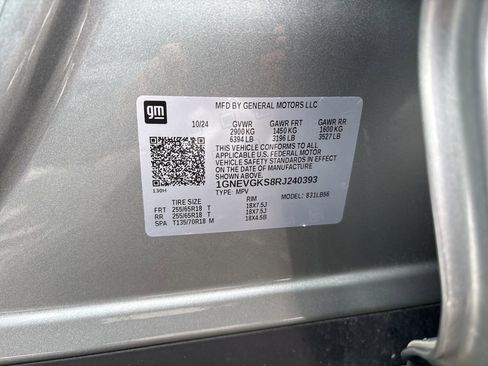 gm
MFD BY GENERAL MOTORS LLC
10/24 GVWR GAWR FRT GAWR RR
2900 KG 1450 KG 1600 KG
6394 LB 3196 LB 3527 LB
THIS VEHICLE CONFORMS TO ALL
APPLICABLE U.S. FEDERAL MOTOR
VEHICLE SAFETY STANDARDS IN EFFECT
ON THE DATE OF MANUFACTURE
SHOWN ABOVE.
1GNEVGKS8RJ240393
TYPE: MPV MODEL: 831LB56
130H
TIRE SIZE RIM
FRT 255/65R18 T 18X7.5J
RR 255/65R18 T 18X7.5J
SPA T135/70R18 M 18X4.5B